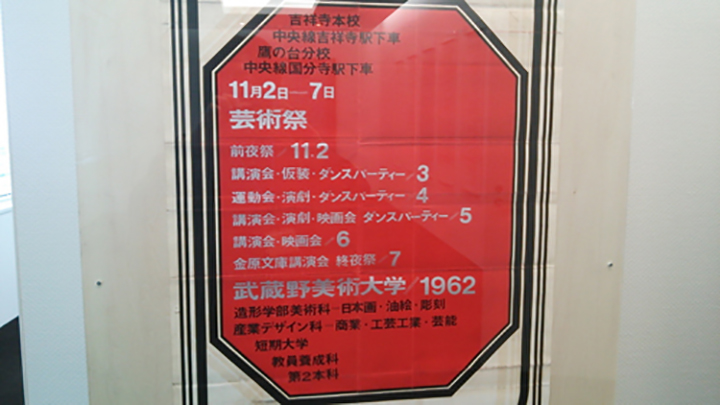 吉祥寺本校
中央線吉祥寺駅下車
鷹の台分校
中央線国分寺駅下車
11月2日—7日
芸術祭
前夜祭/11.2
講演会・仮装・ダンスパーティー/3
運動会・演劇・ダンスパーティー/4
講演会・演劇・映画会 ダンスパーティー/5
講演会・映画会/6
金原文庫講演会 終夜祭/7
武蔵野美術大学/1962
造形学部美術科—日本画・油絵・彫刻
産業デザイン科—商業・工芸工業・芸能
短期大学
教員養成科
第2本科